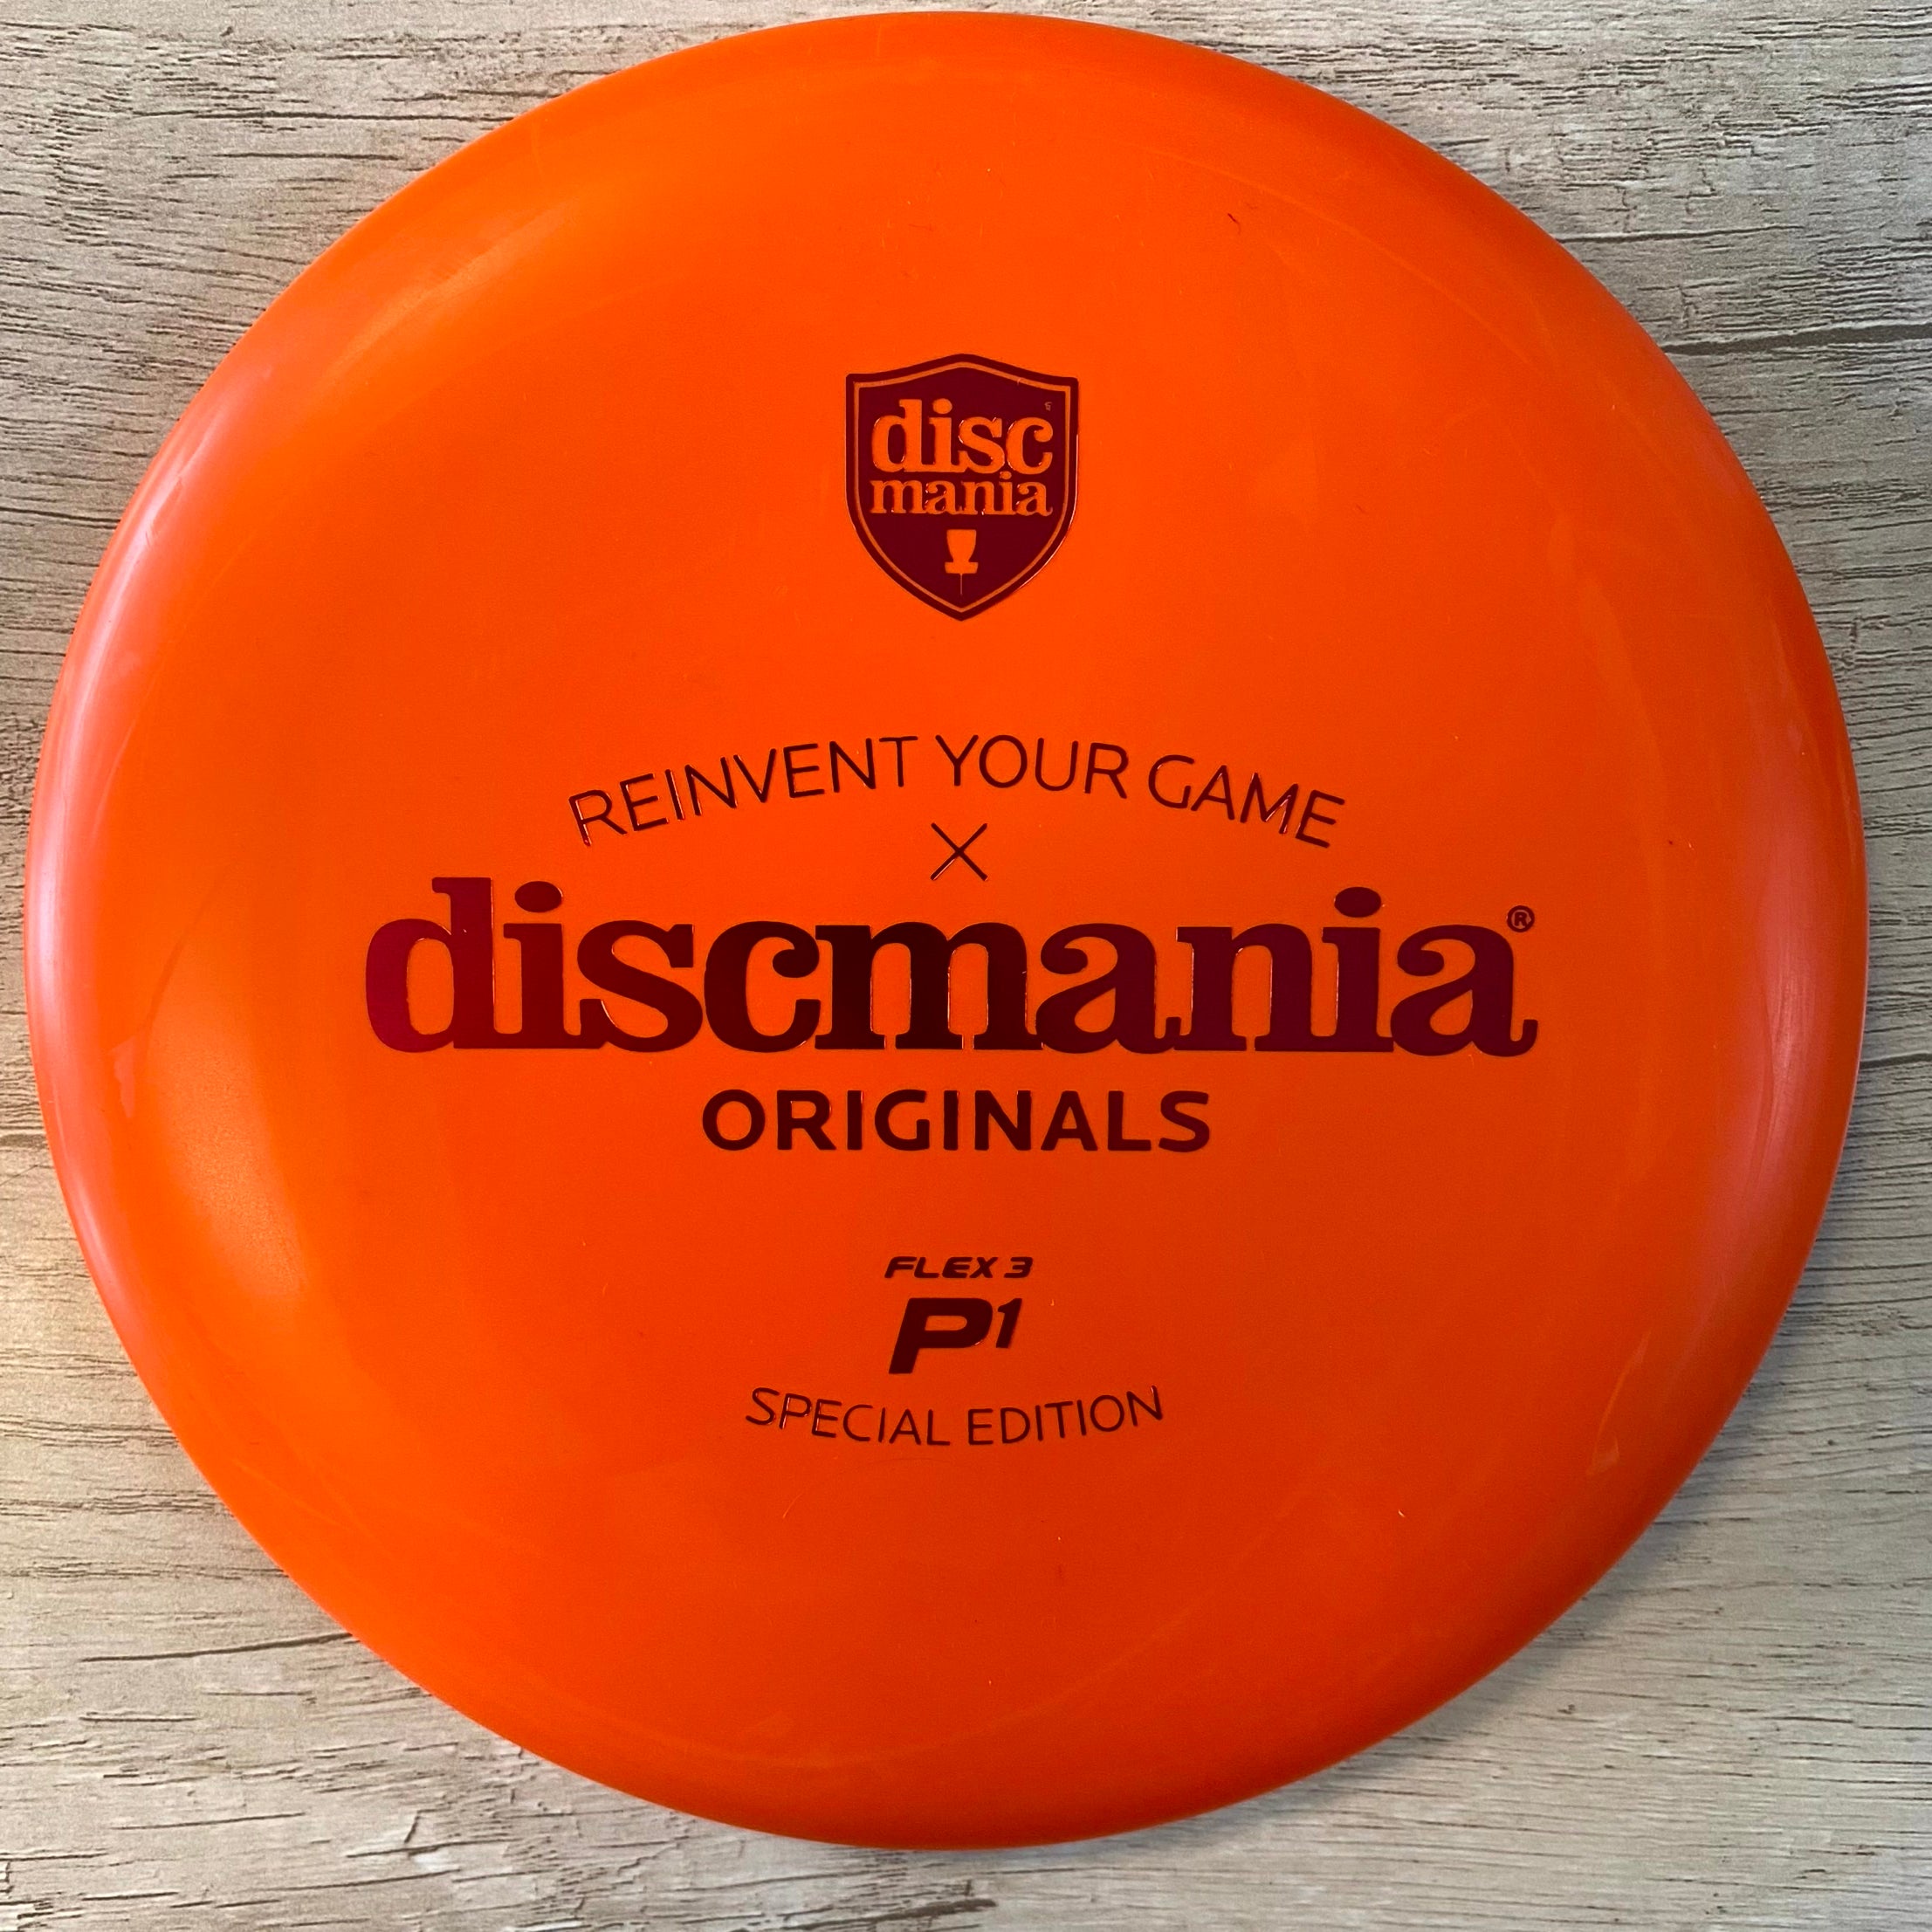 disc
mania
REINVENT YOUR GAME
X
discmania®
ORIGINALS
FLEX 3
P1
SPECIAL EDITION